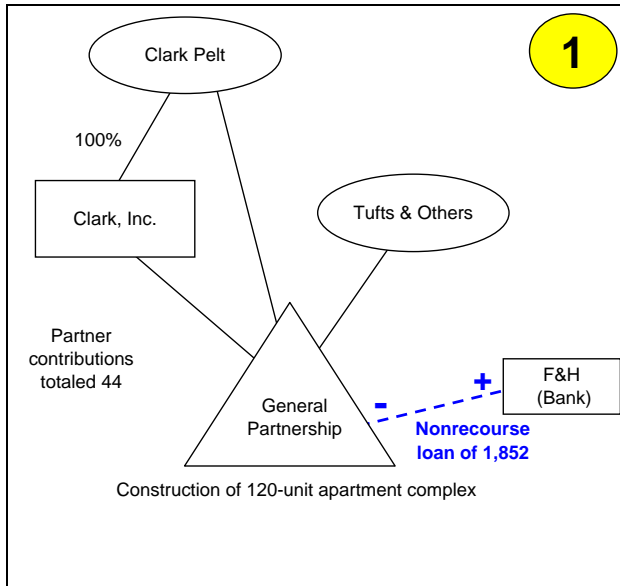 Clark Pelt
1
100%
Clark, Inc.
Tufts & Others
Partner
contributions
totaled 44
General
Partnership
-
+
F&H
(Bank)
Nonrecourse
loan of 1,852
Construction of 120-unit apartment complex